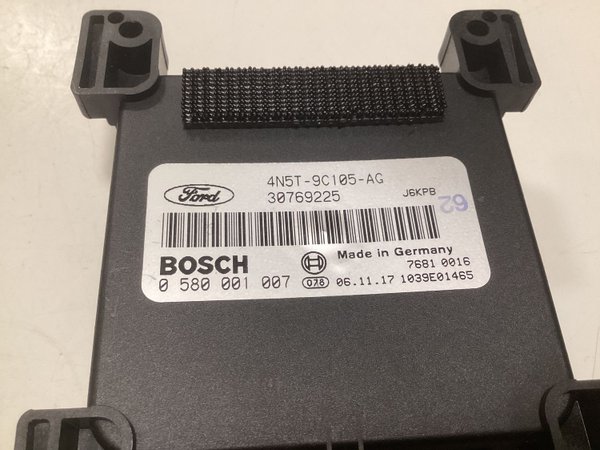 Ford
4N5T-9C105-AG
30769225
J6KPB
62
BOSCH
0 580 001 007
Made in Germany
7681 0016
078 06.11.17 1039E01465